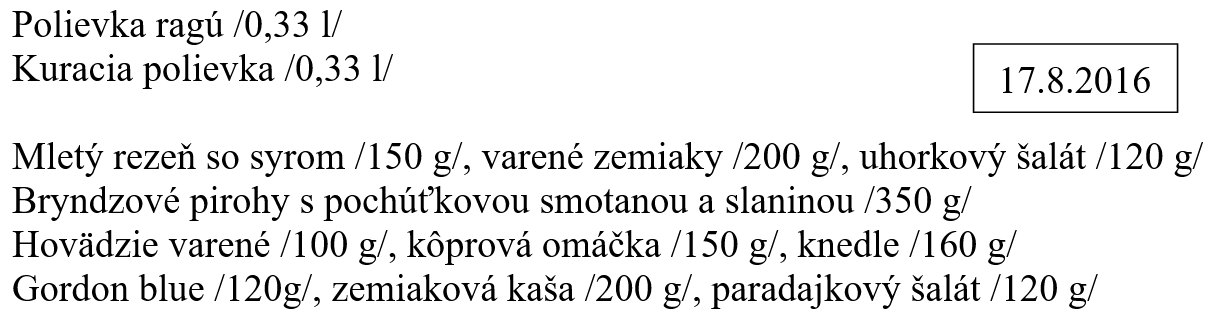 Polievka ragú /0,33 l/
Kuracia polievka /0,33 l/
17.8.2016
Mletý rezeň so syrom /150 g/, varené zemiaky /200 g/, uhorkový šalát /120 g/
Bryndzové pirohy s pochúťkovou smotanou a slaninou /350 g/
Hovädzie varené /100 g/, kôprová omáčka /150 g/, knedle /160 g/
Gordon blue /120g/, zemiaková kaša /200 g/, paradajkový šalát /120 g/